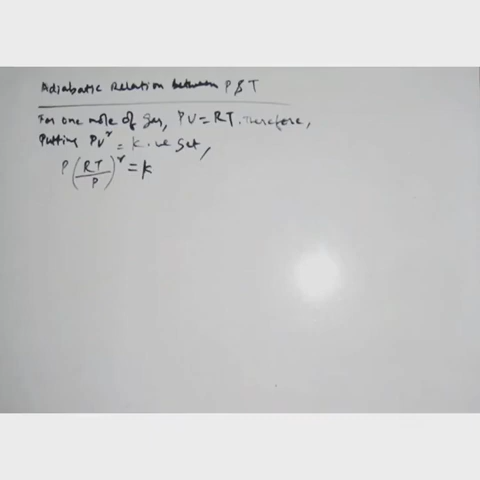 Adiabatic Relation between P & T
For one mole of gas, PV = RT. Therefore,
Putting PV^γ = K. we get,
P(RT/P)^γ = K